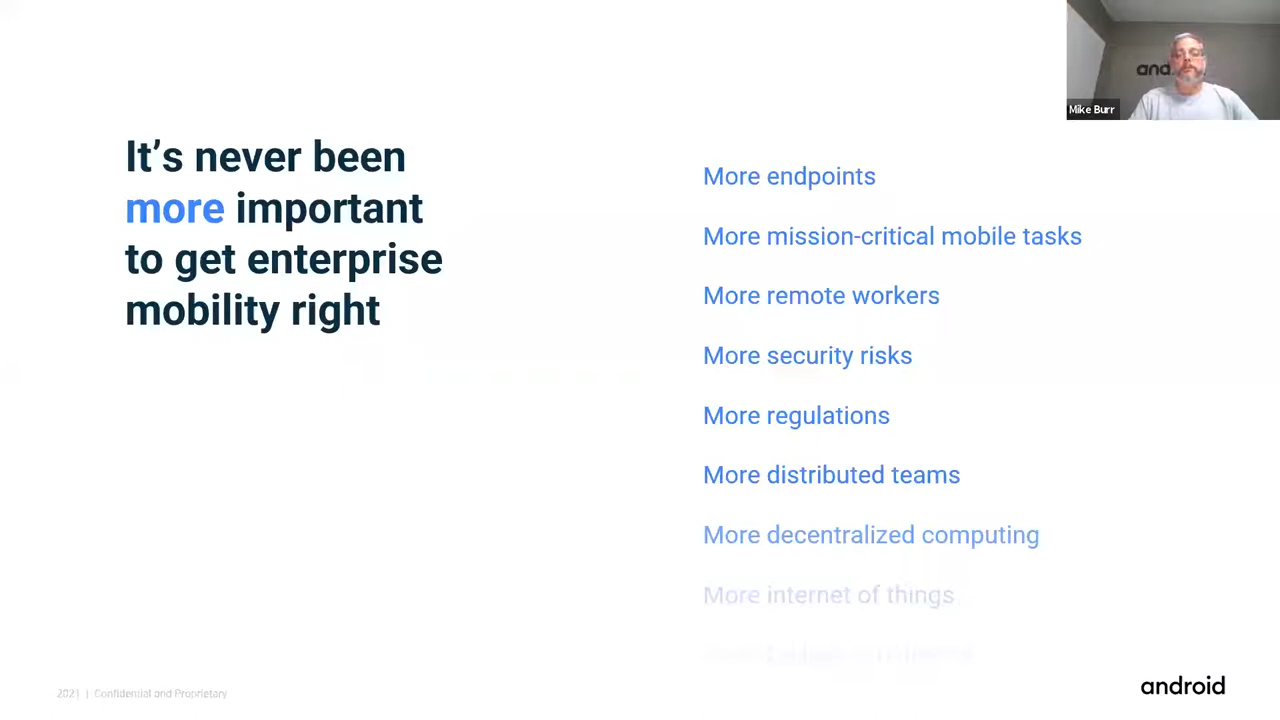 and
Mike Burr
It’s never been
more important
to get enterprise
mobility right
More endpoints
More mission-critical mobile tasks
More remote workers
More security risks
More regulations
More distributed teams
More decentralized computing
More internet of things
2021 | Confidential and Proprietary
android